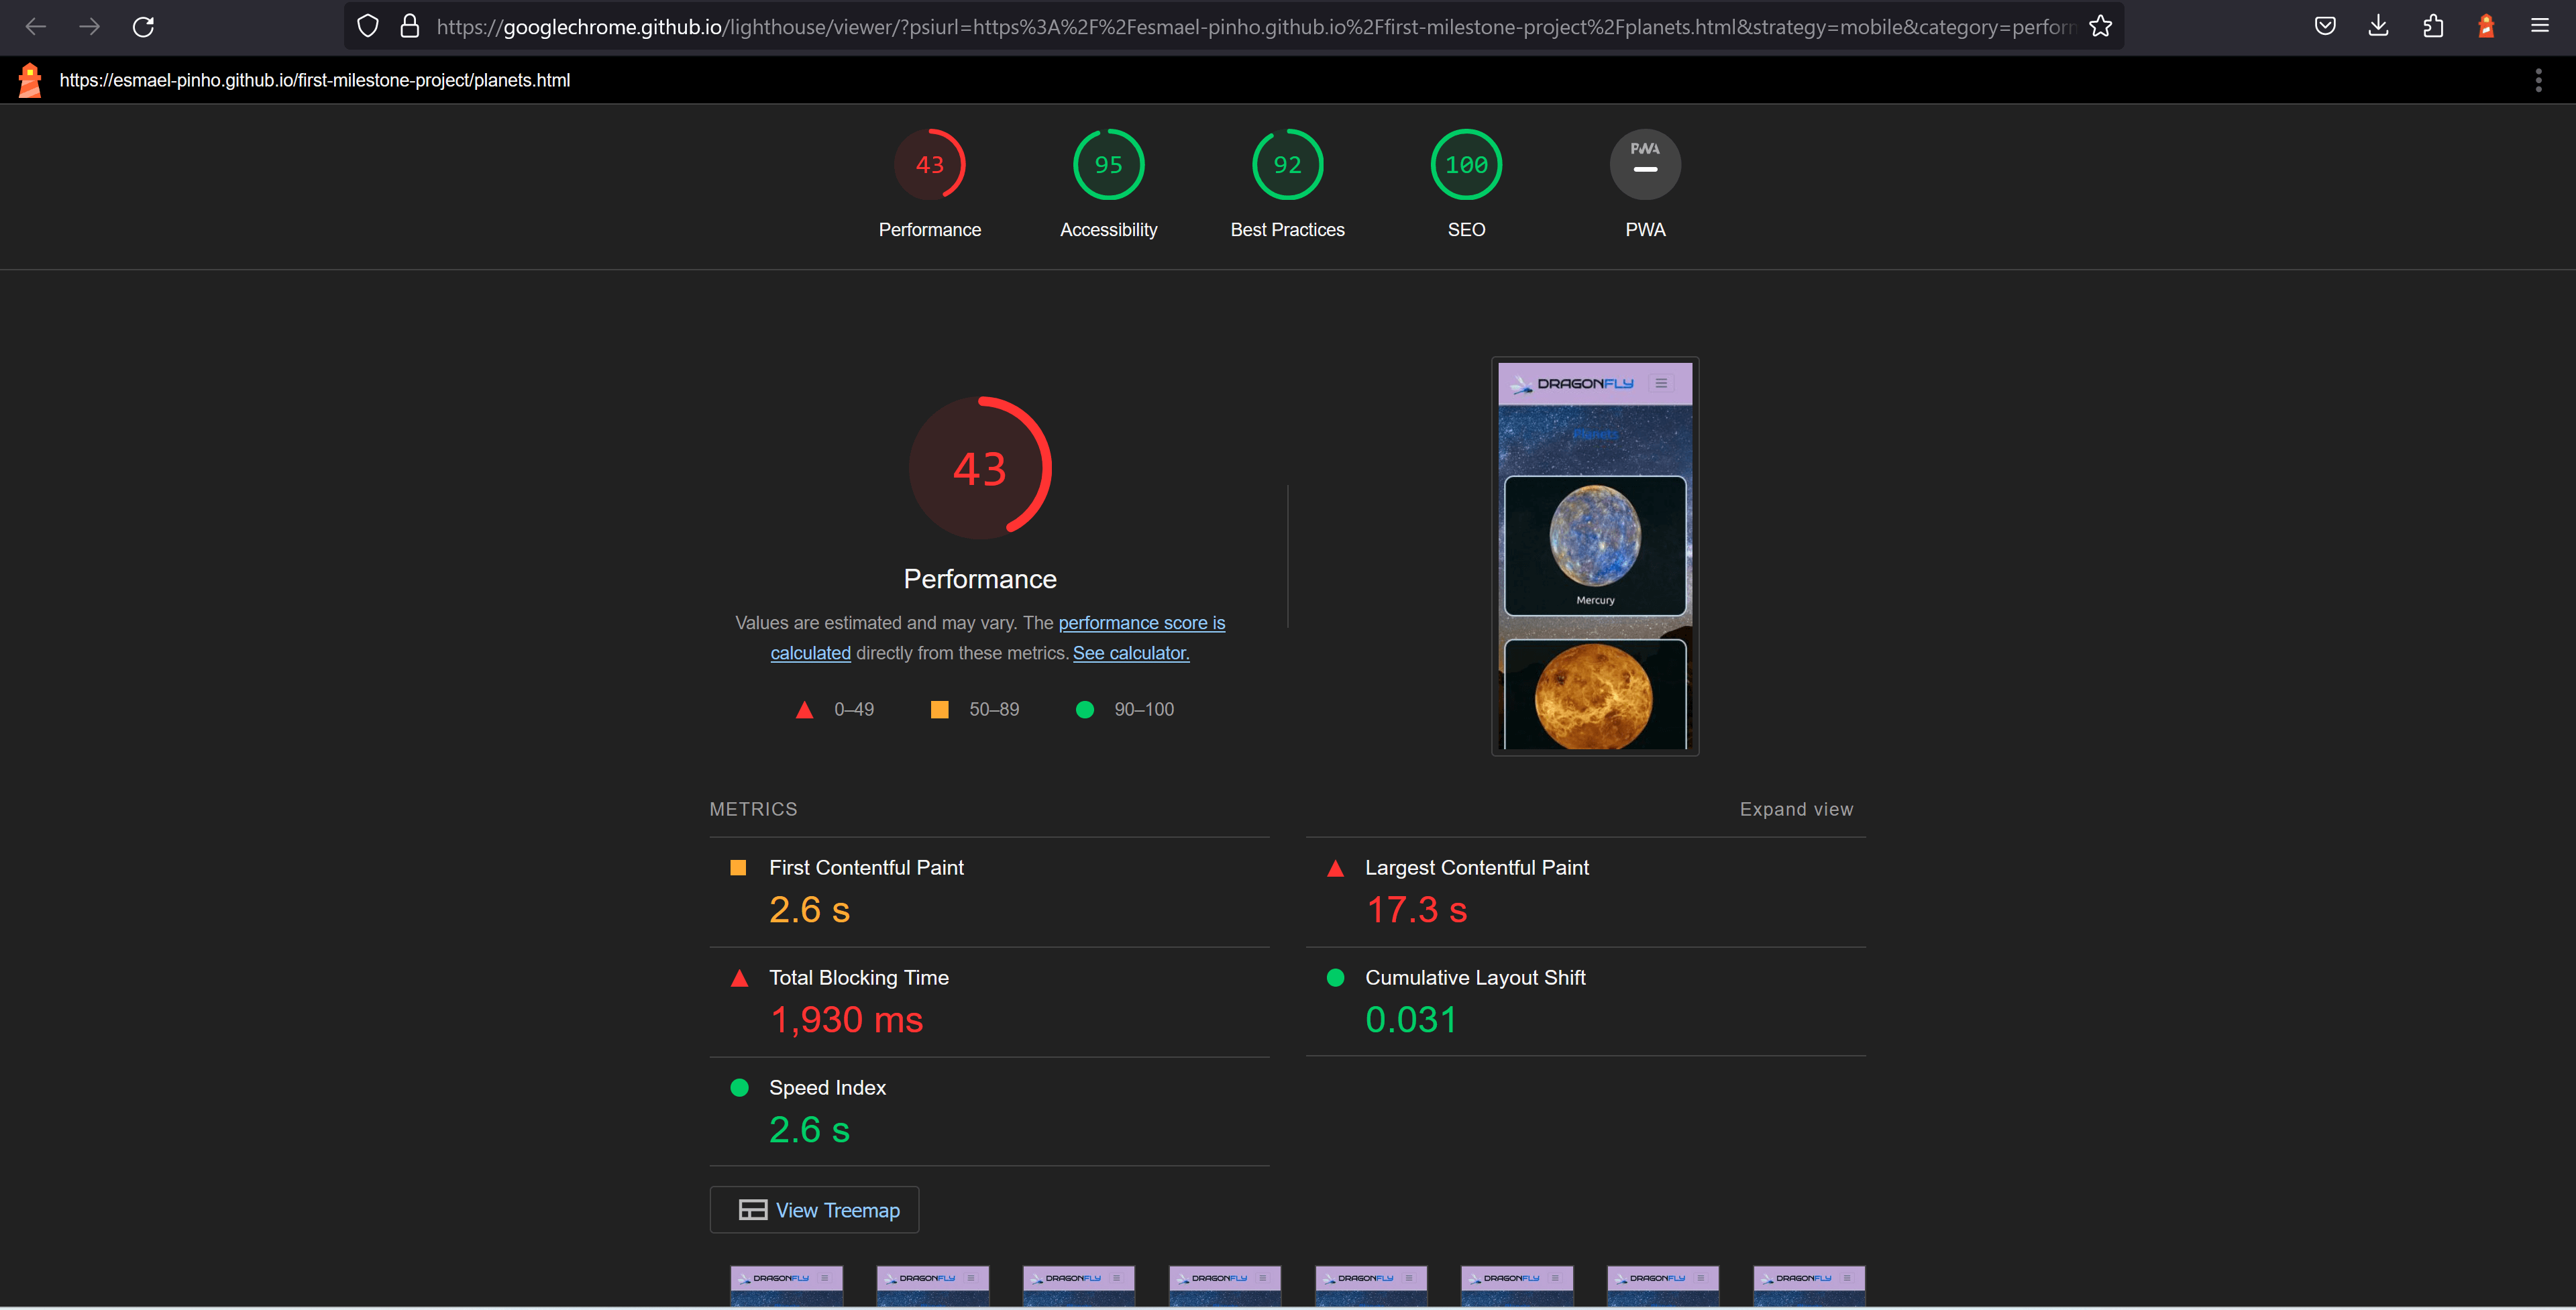 https://googlechrome.github.io/lighthouse/viewer/?psiurl=https%3A%2F%2Fesmael-pinho.github.io%2Ffirst-milestone-project%2Fplanets.html&strategy=mobile&category=perform
https://esmael-pinho.github.io/first-milestone-project/planets.html
43 95 92 100 PWA
Performance Accessibility Best Practices SEO PWA
43
Performance
Values are estimated and may vary. The performance score is
calculated directly from these metrics. See calculator.
0–49 50–89 90–100
DRAGONFLY
Planets
Mercury
METRICS
Expand view
First Contentful Paint
2.6 s
Largest Contentful Paint
17.3 s
Total Blocking Time
1,930 ms
Cumulative Layout Shift
0.031
Speed Index
2.6 s
View Treemap
DRAGONFLY DRAGONFLY DRAGONFLY DRAGONFLY DRAGONFLY DRAGONFLY DRAGONFLY DRAGONFLY